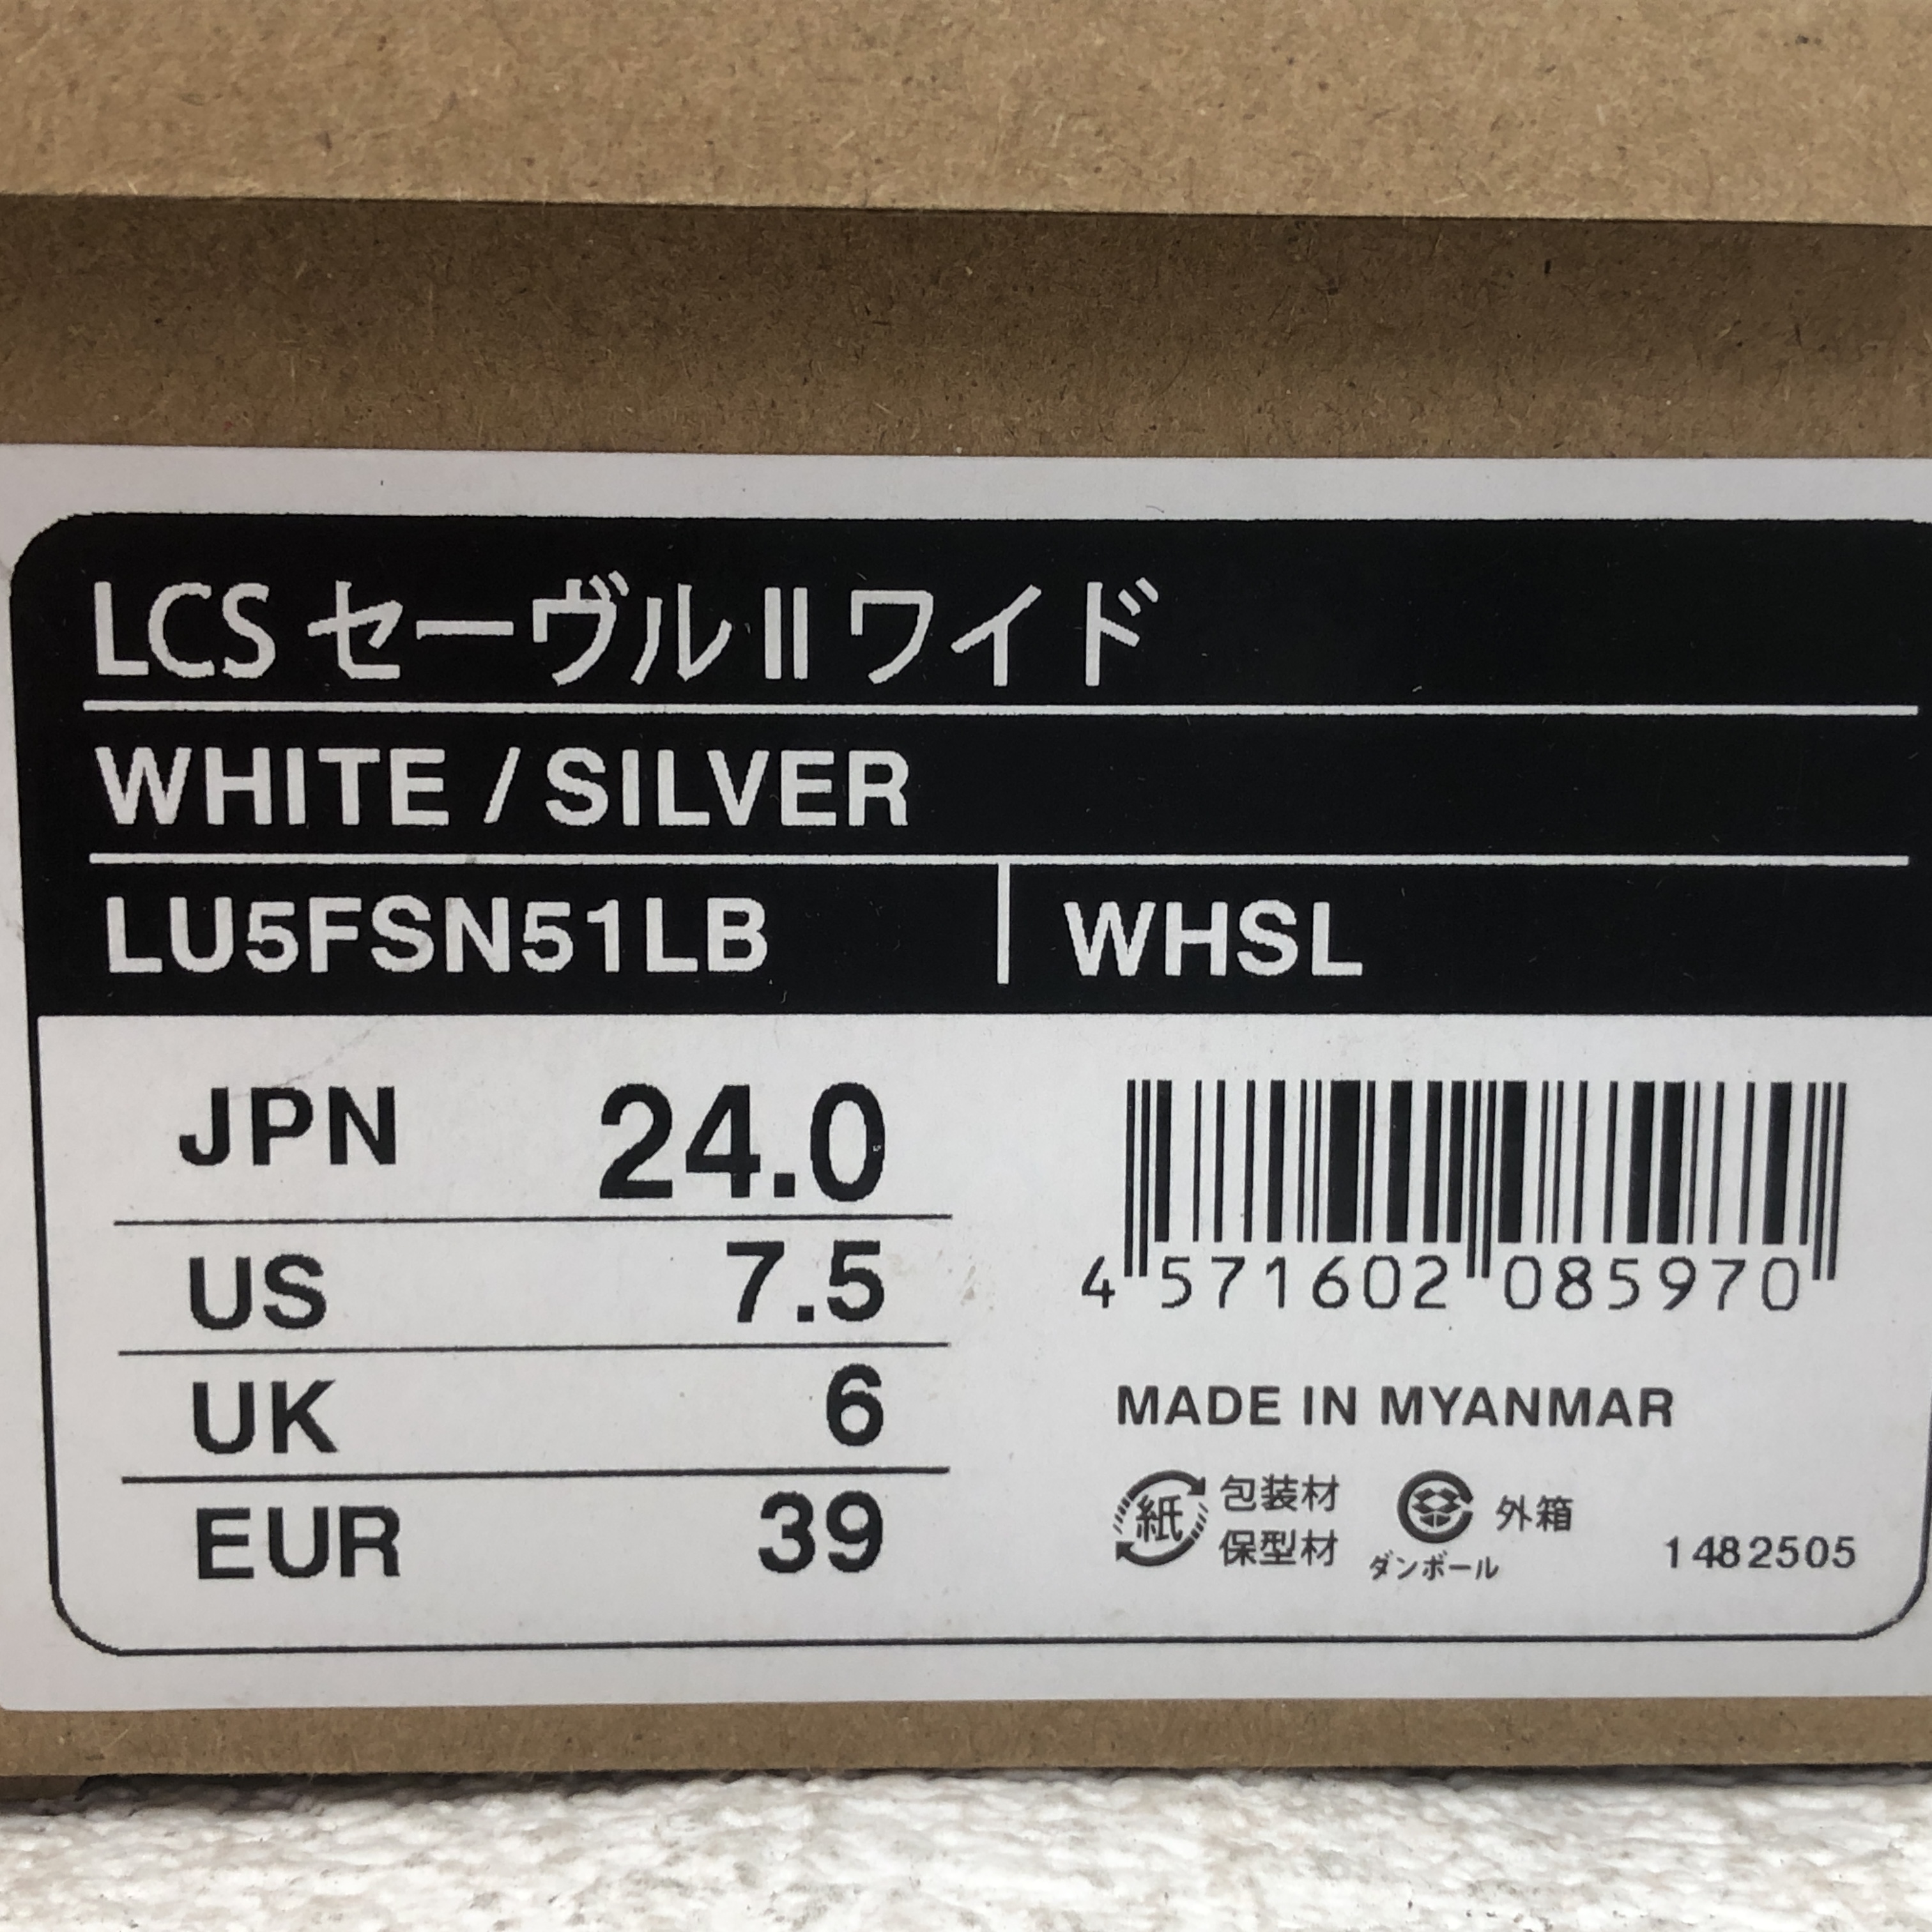 LCS セーヴル II ワイド
WHITE / SILVER
LU5FSN51LB WHSL
JPN 24.0
US 7.5
UK 6
EUR 39
4 571602 085970
MADE IN MYANMAR
紙 包装材
保型材
ダンボール 外箱
1482505